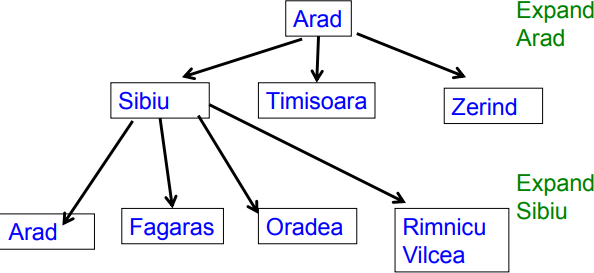 Arad
Expand
Arad
Sibiu
Timisoara
Zerind
Expand
Sibiu
Arad
Fagaras
Oradea
Rimnicu
Vilcea